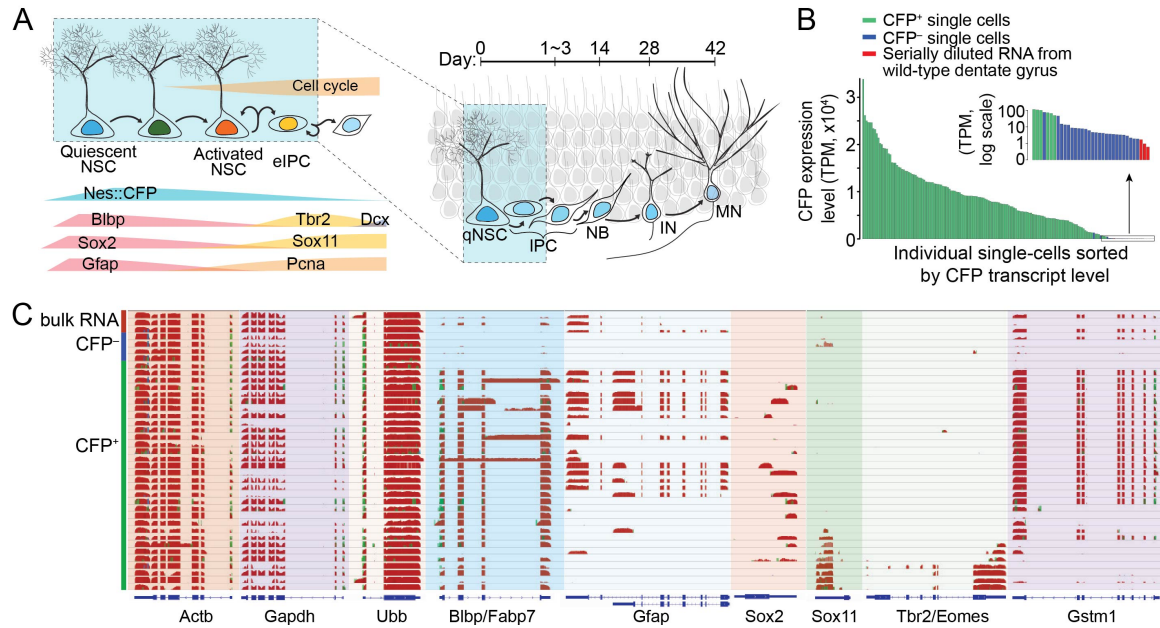 A
Day:
0
1~3
14
28
42
Cell cycle
Quiescent
NSC
Activated
NSC
eIPC
Nes::CFP
Blbp
Tbr2
Dcx
Sox2
Sox11
Gfap
Pcna
qNSC
IPC
NB
IN
MN
B
CFP⁺ single cells
CFP⁻ single cells
Serially diluted RNA from
wild-type dentate gyrus
CFP expression
level (TPM, x10⁴)
3
2
1
0
(TPM,
log scale)
100
10
1
0
Individual single-cells sorted
by CFP transcript level
C
bulk RNA
CFP⁻
CFP⁺
Actb
Gapdh
Ubb
Blbp/Fabp7
Gfap
Sox2
Sox11
Tbr2/Eomes
Gstm1